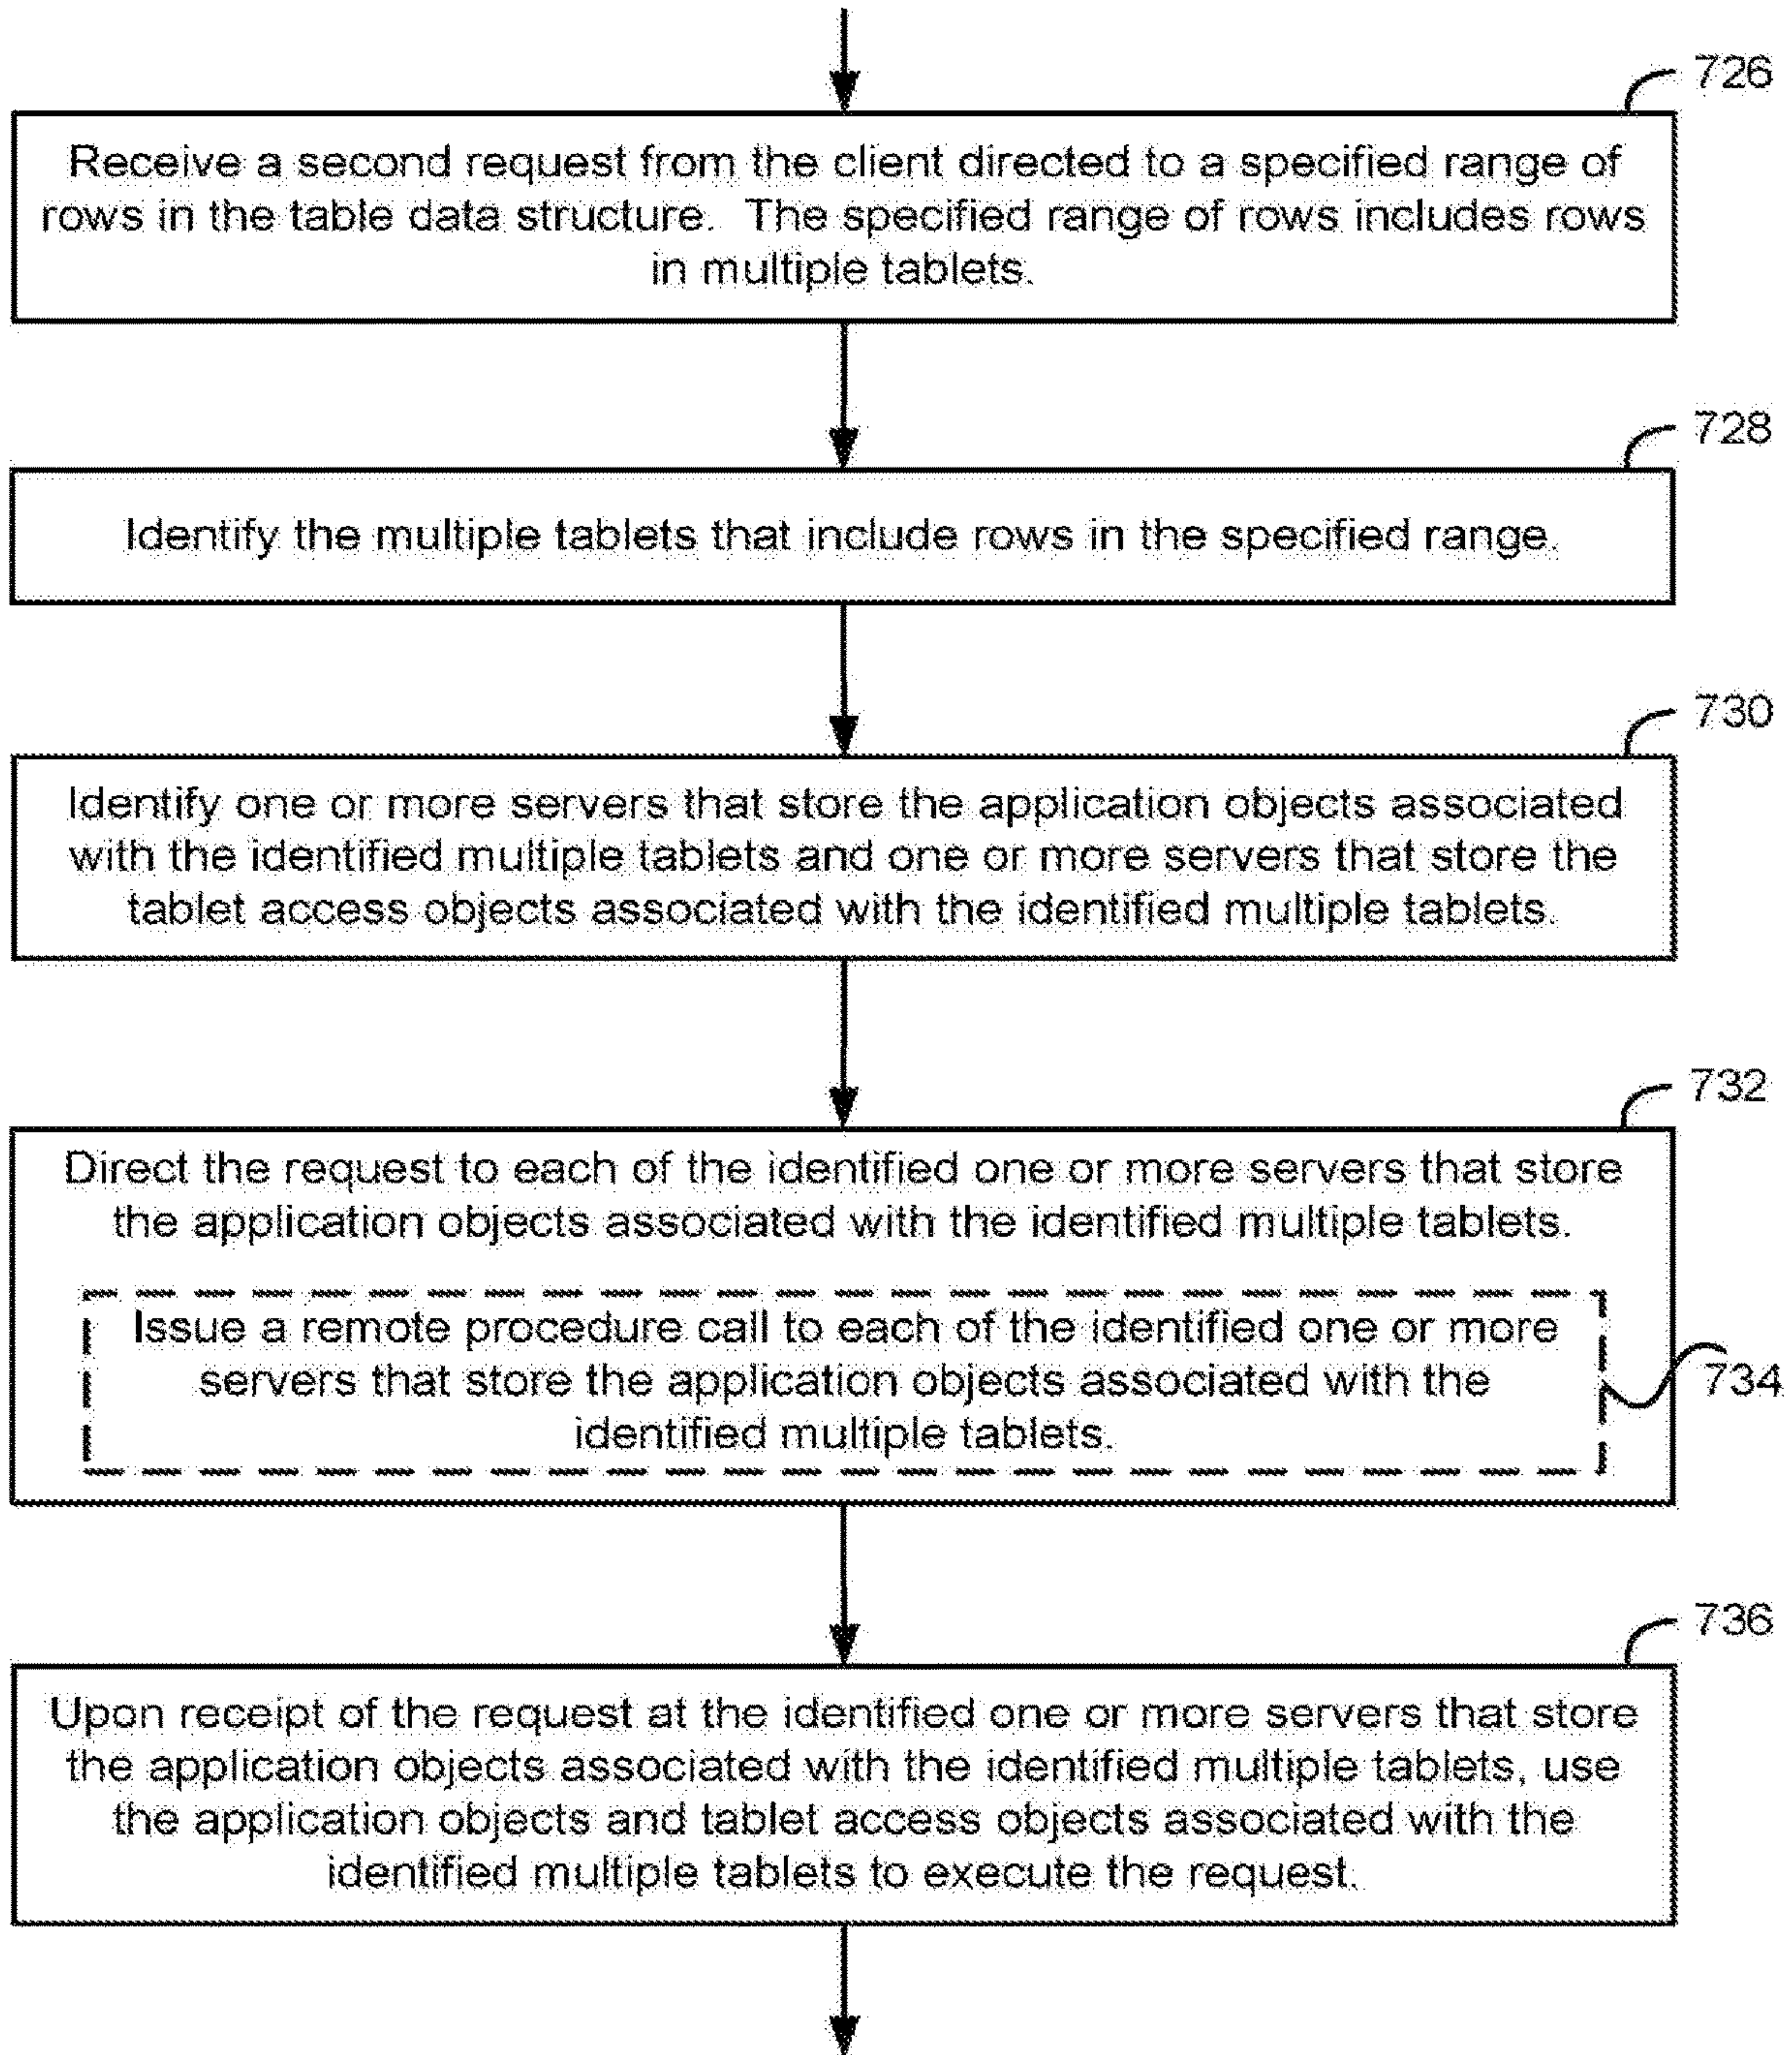 726
Receive a second request from the client directed to a specified range of
rows in the table data structure. The specified range of rows includes rows
in multiple tablets.
728
Identify the multiple tablets that include rows in the specified range.
730
Identify one or more servers that store the application objects associated
with the identified multiple tablets and one or more servers that store the
tablet access objects associated with the identified multiple tablets.
732
Direct the request to each of the identified one or more servers that store
the application objects associated with the identified multiple tablets.
Issue a remote procedure call to each of the identified one or more
servers that store the application objects associated with the
identified multiple tablets.
734
736
Upon receipt of the request at the identified one or more servers that store
the application objects associated with the identified multiple tablets, use
the application objects and tablet access objects associated with the
identified multiple tablets to execute the request.